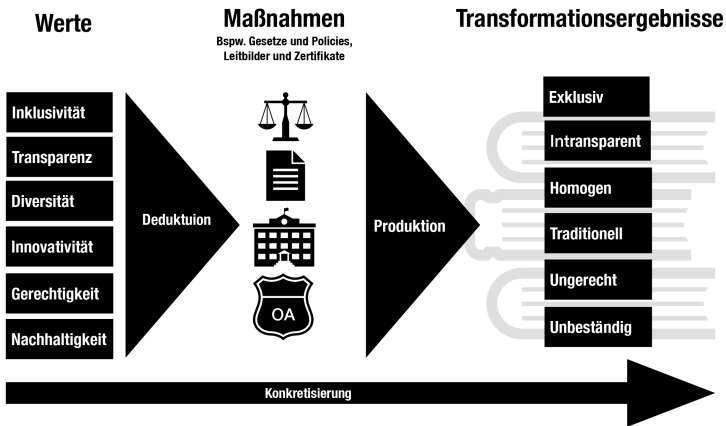 Werte
Maßnahmen
Bspw. Gesetze und Policies,
Leitbilder und Zertifikate
Transformationsergebnisse
Inklusivität
Transparenz
Diversität
Innovativität
Gerechtigkeit
Nachhaltigkeit
Deduktuion
OA
Produktion
Exklusiv
Intransparent
Homogen
Traditionell
Ungerecht
Unbeständig
Konkretisierung